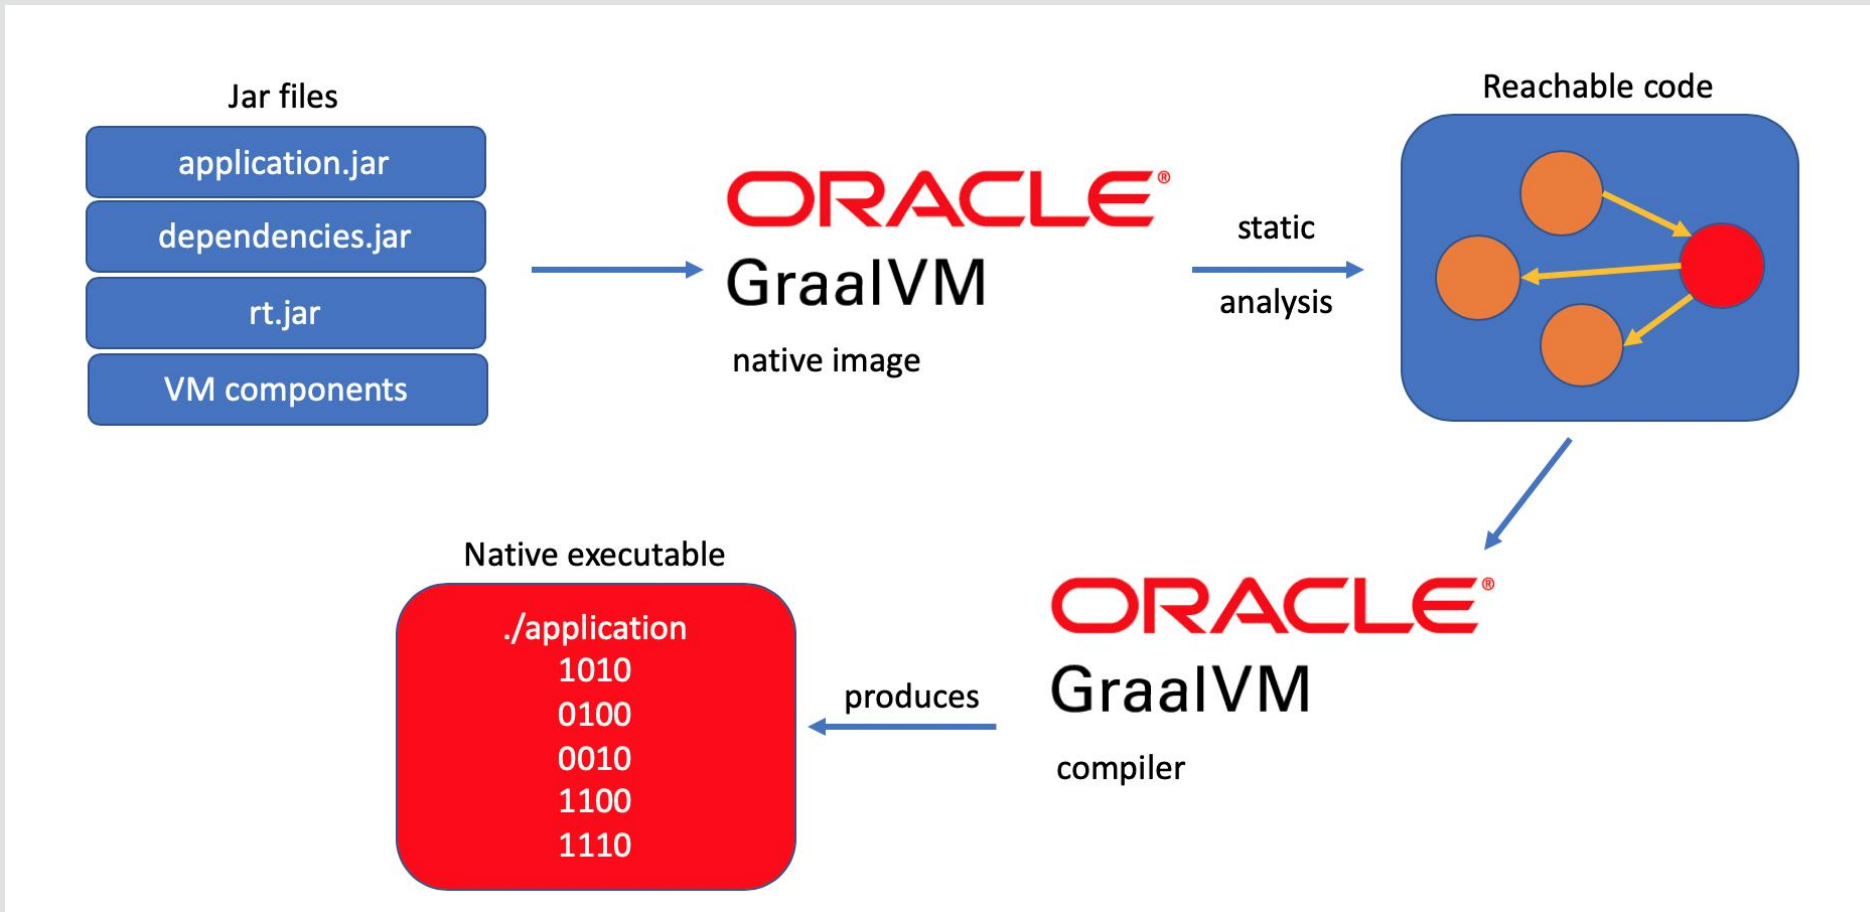 Jar files
application.jar
dependencies.jar
rt.jar
VM components
ORACLE®
GraalVM
native image
static
analysis
Reachable code
Native executable
./application
1010
0100
0010
1100
1110
produces
ORACLE®
GraalVM
compiler